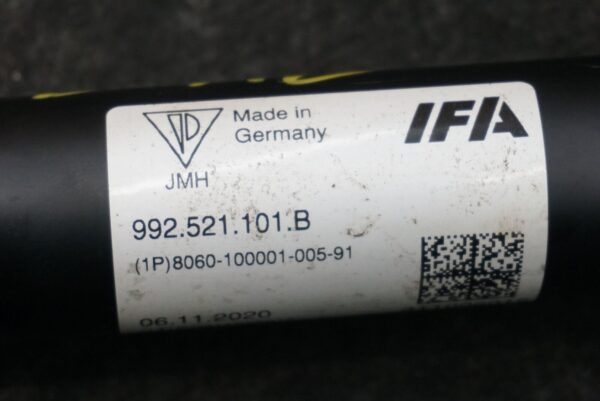 Made in
Germany
IFA
JMH
992.521.101.B
(1P)8060-100001-005-91
06.11.2020